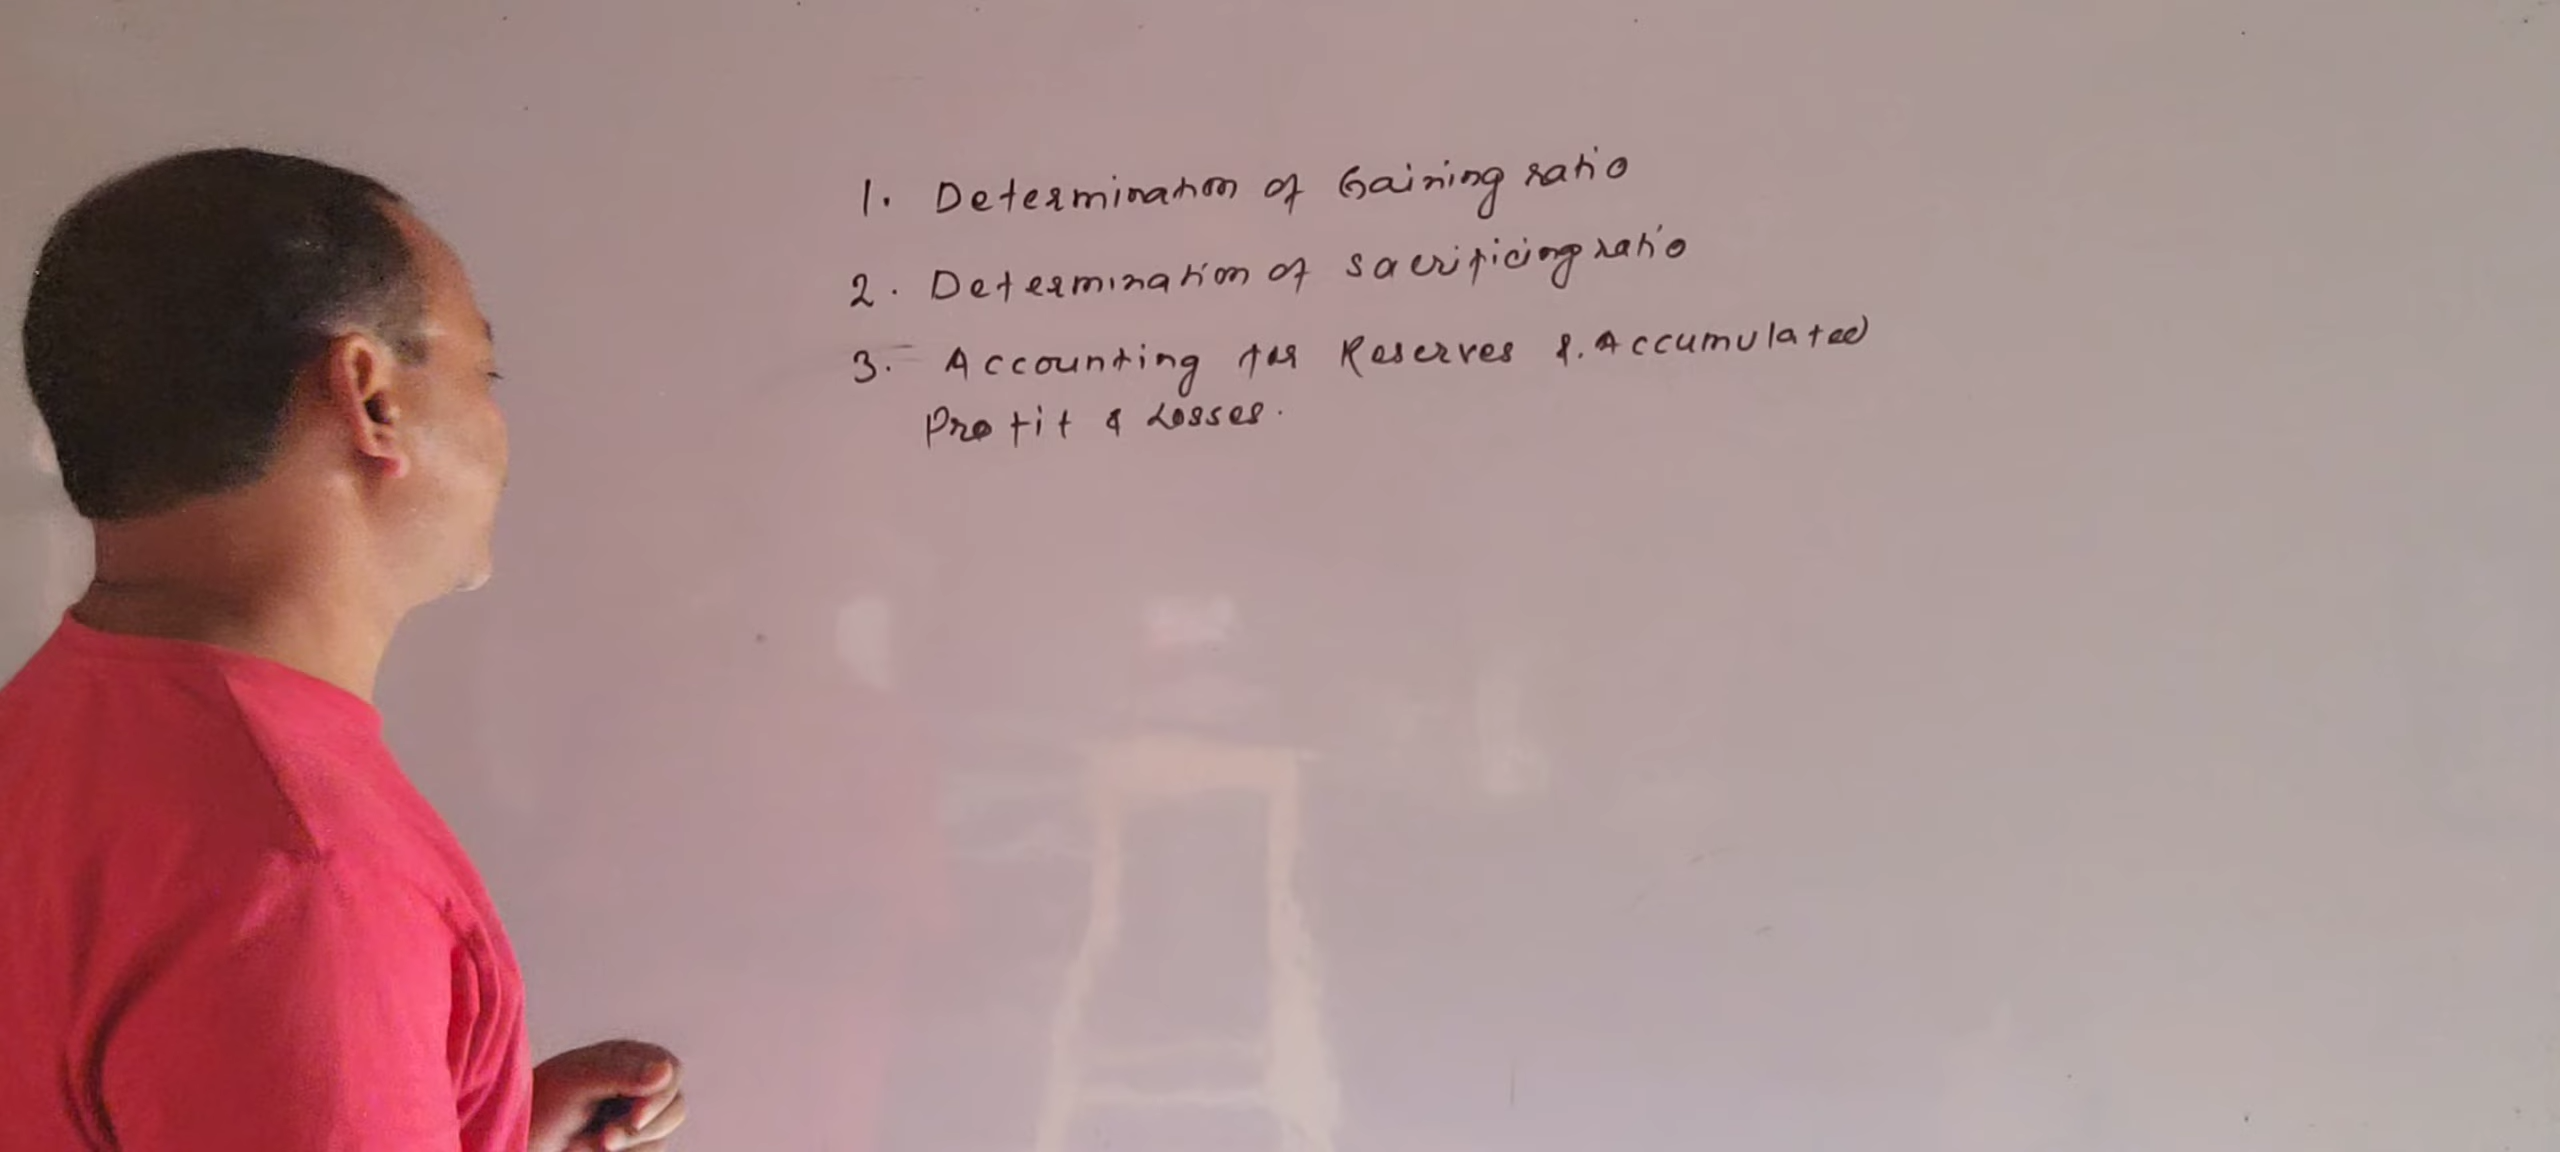 1. Determination of Gaining ratio
2. Determination of sacrificing ratio
3. Accounting for Reserves &. Accumulated
Profit & Losses.